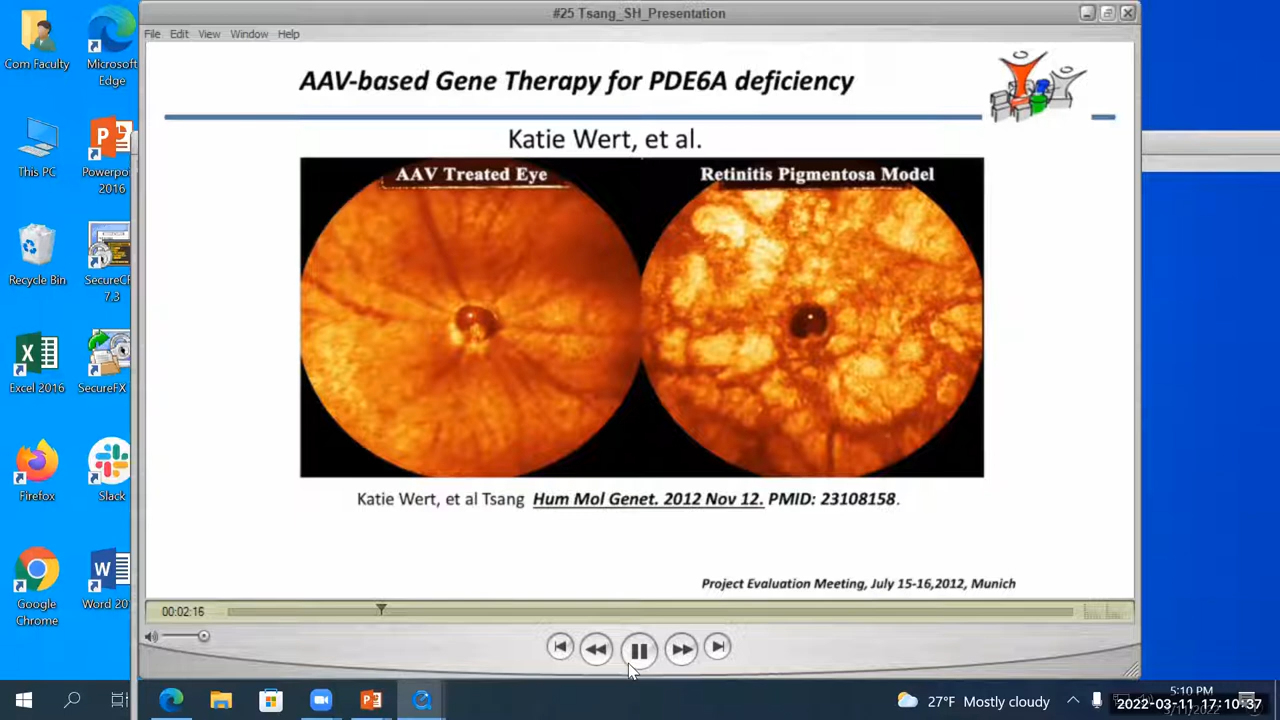 #25 Tsang_SH_Presentation
File Edit View Window Help
AAV-based Gene Therapy for PDE6A deficiency
Katie Wert, et al.
AAV Treated Eye
Retinitis Pigmentosa Model
Katie Wert, et al Tsang Hum Mol Genet. 2012 Nov 12. PMID: 23108158.
Project Evaluation Meeting, July 15-16,2012, Munich
00:02:16
Com Faculty
Microsoft
Edge
This PC
Powerpo
2016
Recycle Bin
SecureC
7.3
Excel 2016
SecureFX
Firefox
Slack
Google
Chrome
Word 20
27°F Mostly cloudy
5:10 PM
2022-03-11 17:10:37